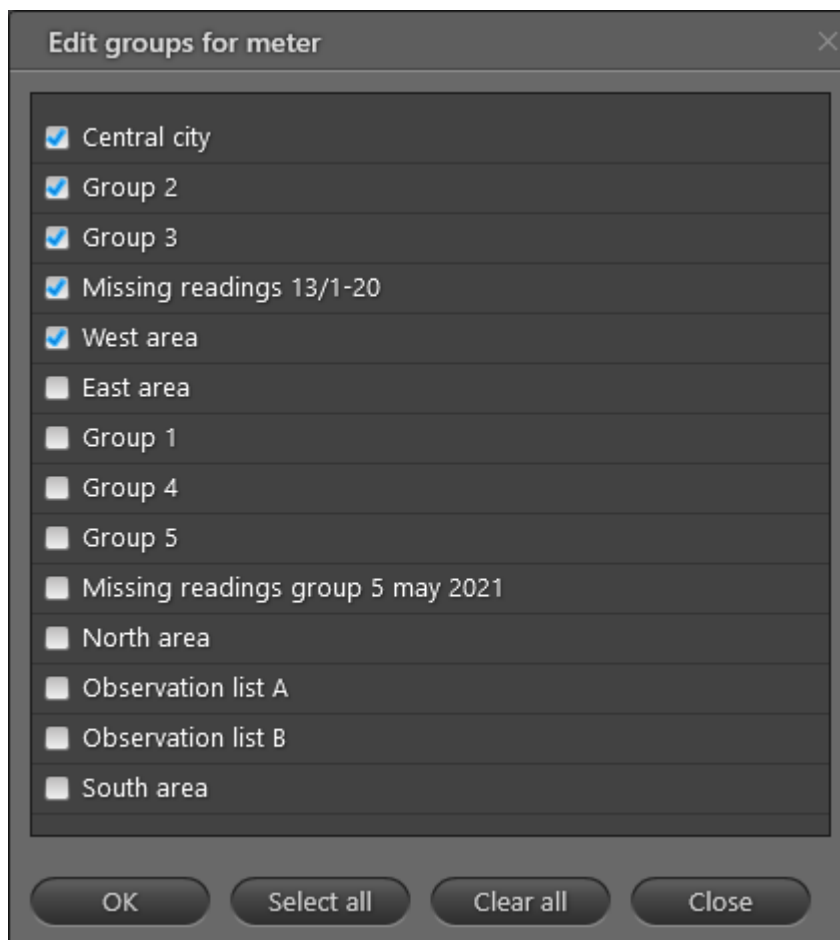 Edit groups for meter
Central city
Group 2
Group 3
Missing readings 13/1-20
West area
East area
Group 1
Group 4
Group 5
Missing readings group 5 may 2021
North area
Observation list A
Observation list B
South area
OK Select all Clear all Close